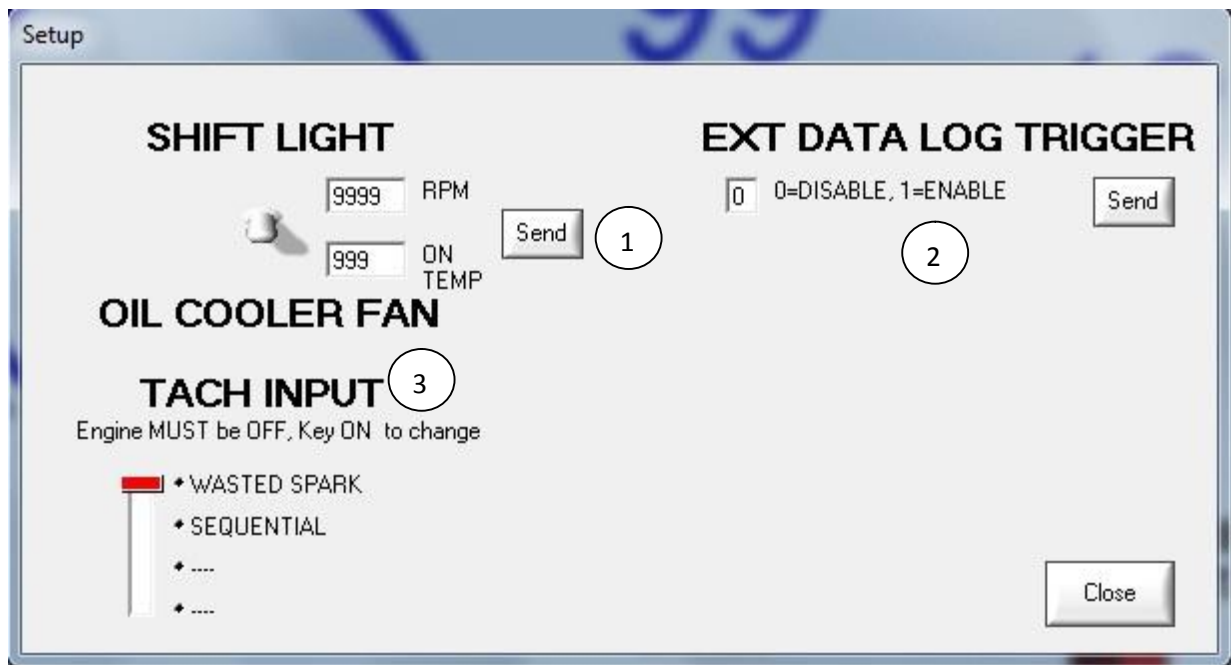 Setup
SHIFT LIGHT
9999 RPM
Send
1
999 ON
TEMP
OIL COOLER FAN
EXT DATA LOG TRIGGER
0 0=DISABLE, 1=ENABLE
Send
2
TACH INPUT
3
Engine MUST be OFF, Key ON to change
• WASTED SPARK
• SEQUENTIAL
• ----
• ----
Close